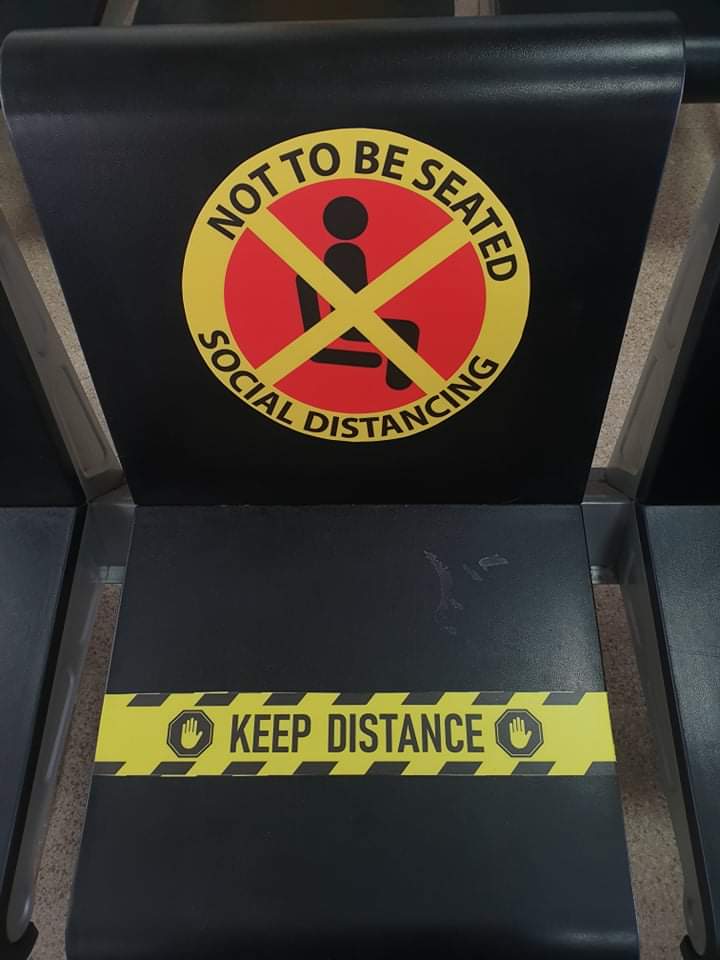 NOT TO BE SEATED
SOCIAL DISTANCING
KEEP DISTANCE